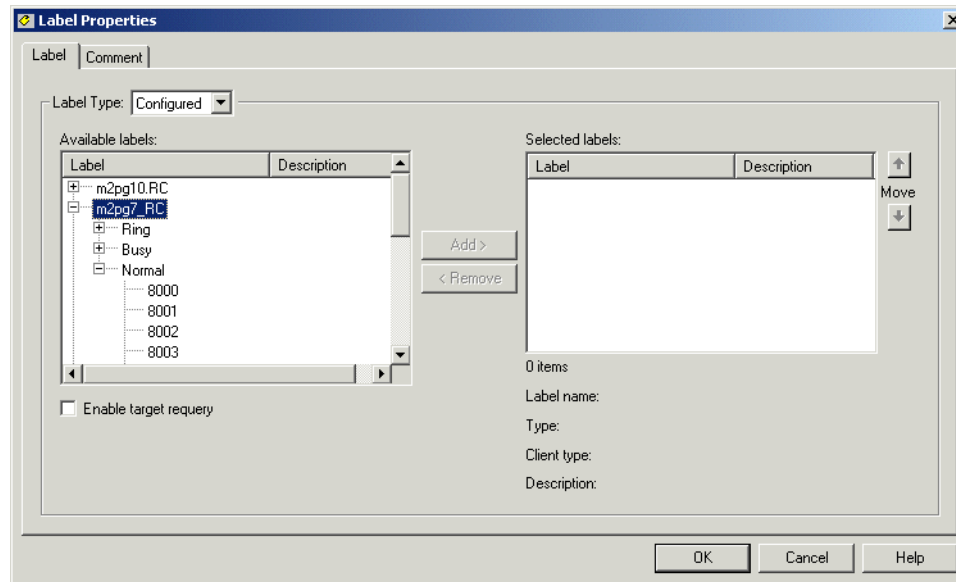 Label Properties
Label
Comment
Label Type: Configured
Available labels:
Label Description
m2pg10.RC
m2pg7_RC
Ring
Busy
Normal
8000
8001
8002
8003
Enable target requery
Add >
< Remove
Selected labels:
Label Description
Move
0 items
Label name:
Type:
Client type:
Description:
OK Cancel Help